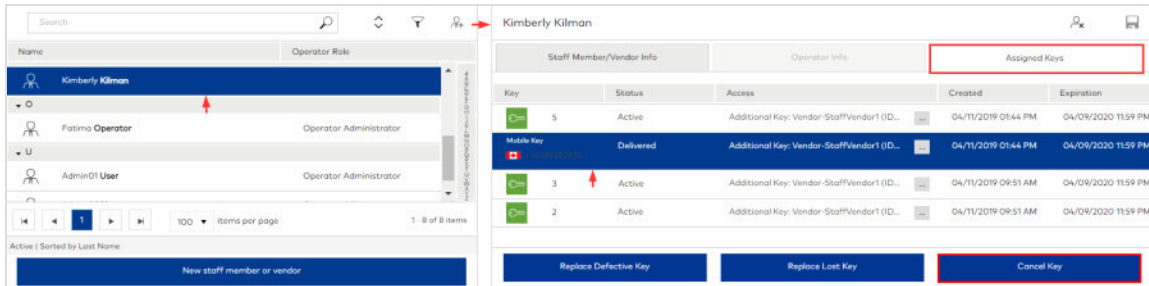 Search
Name Operator Role
Kimberly Kilman
O
Fatima Operator Operator Administrator
U
Admin01 User Operator Administrator
1 100 items per page 1 - 8 of 8 items
Active | Sorted by Last Name
New staff member or vendor
Kimberly Kilman
Staff Member/Vendor Info Operator Info Assigned Keys
Key Status Access Created Expiration
5 Active Additional Key: Vendor-StaffVendor1 (ID... ... 04/11/2019 01:44 PM 04/09/2020 11:59 PM
Mobile Key
Delivered Additional Key: Vendor-StaffVendor1 (ID... ... 04/11/2019 01:44 PM 04/09/2020 11:59 PM
3 Active Additional Key: Vendor-StaffVendor1 (ID... ... 04/11/2019 09:51 AM 04/09/2020 11:59 PM
2 Active Additional Key: Vendor-StaffVendor1 (ID... ... 04/11/2019 09:51 AM 04/09/2020 11:59 PM
Replace Defective Key Replace Lost Key Cancel Key